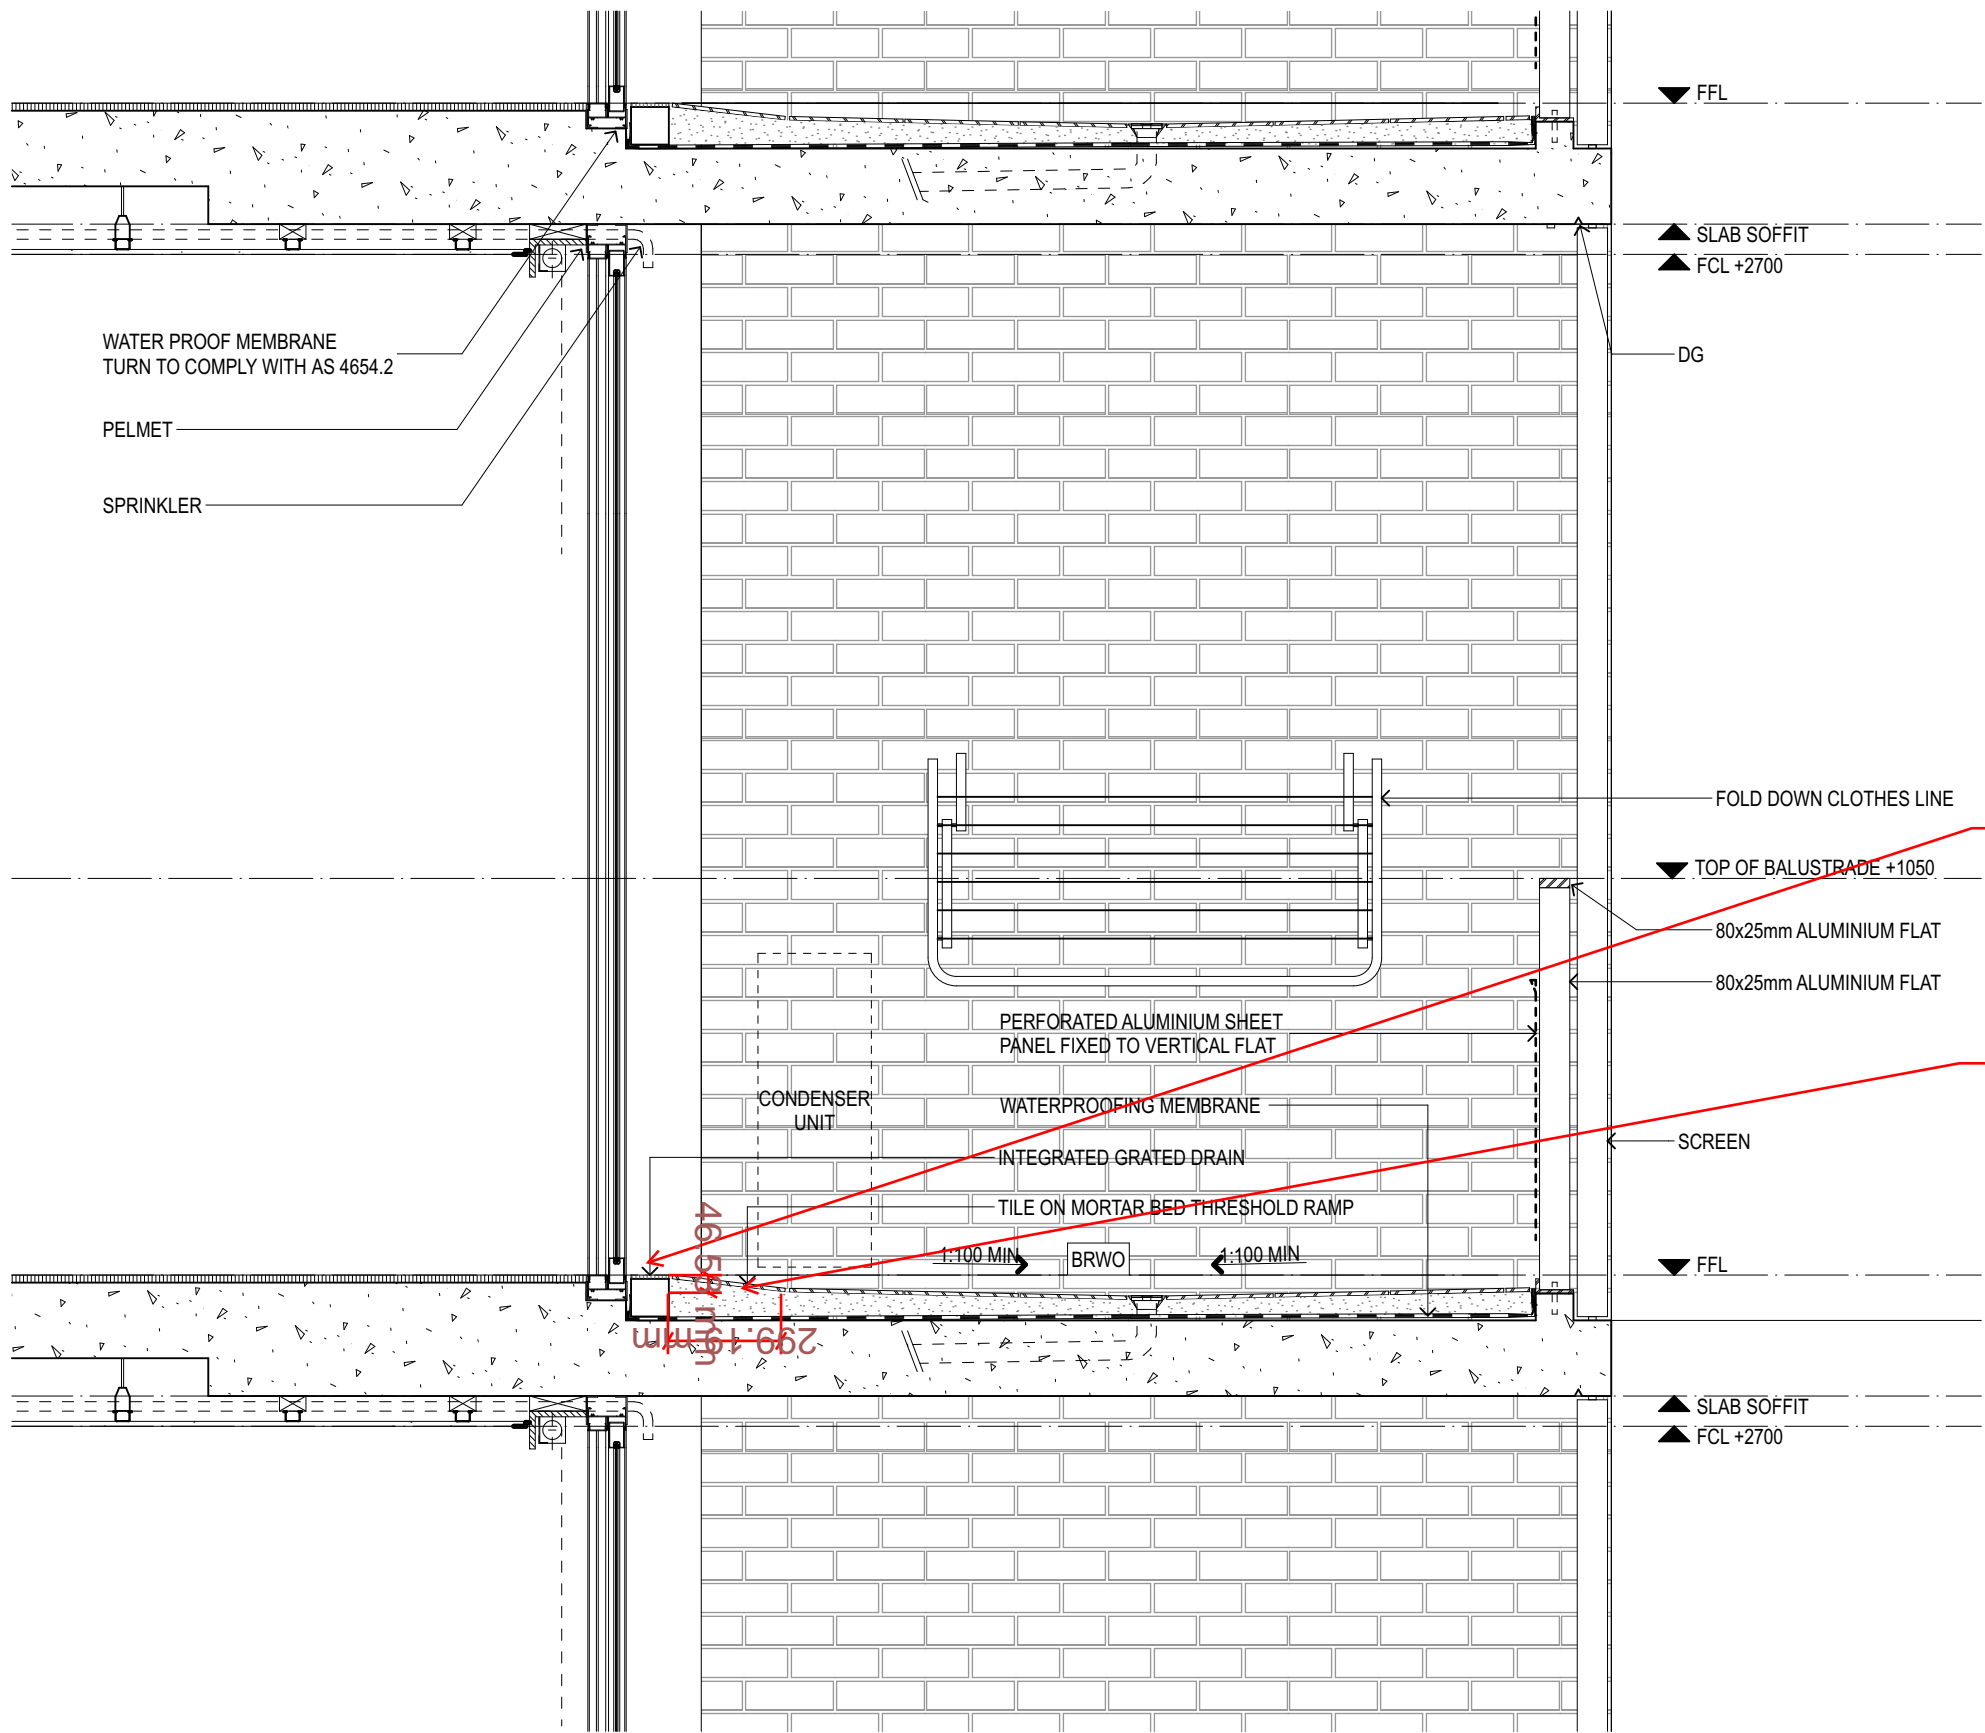 FFL
SLAB SOFFIT
FCL +2700
WATER PROOF MEMBRANE
TURN TO COMPLY WITH AS 4654.2
DG
PELMET
SPRINKLER
FOLD DOWN CLOTHES LINE
TOP OF BALUSTRADE +1050
80x25mm ALUMINIUM FLAT
80x25mm ALUMINIUM FLAT
PERFORATED ALUMINIUM SHEET
PANEL FIXED TO VERTICAL FLAT
CONDENSER
UNIT
WATERPROOFING MEMBRANE
SCREEN
INTEGRATED GRATED DRAIN
TILE ON MORTAR BED THRESHOLD RAMP
1:100 MIN
BRWO
1:100 MIN
FFL
299.19 mm
SLAB SOFFIT
FCL +2700